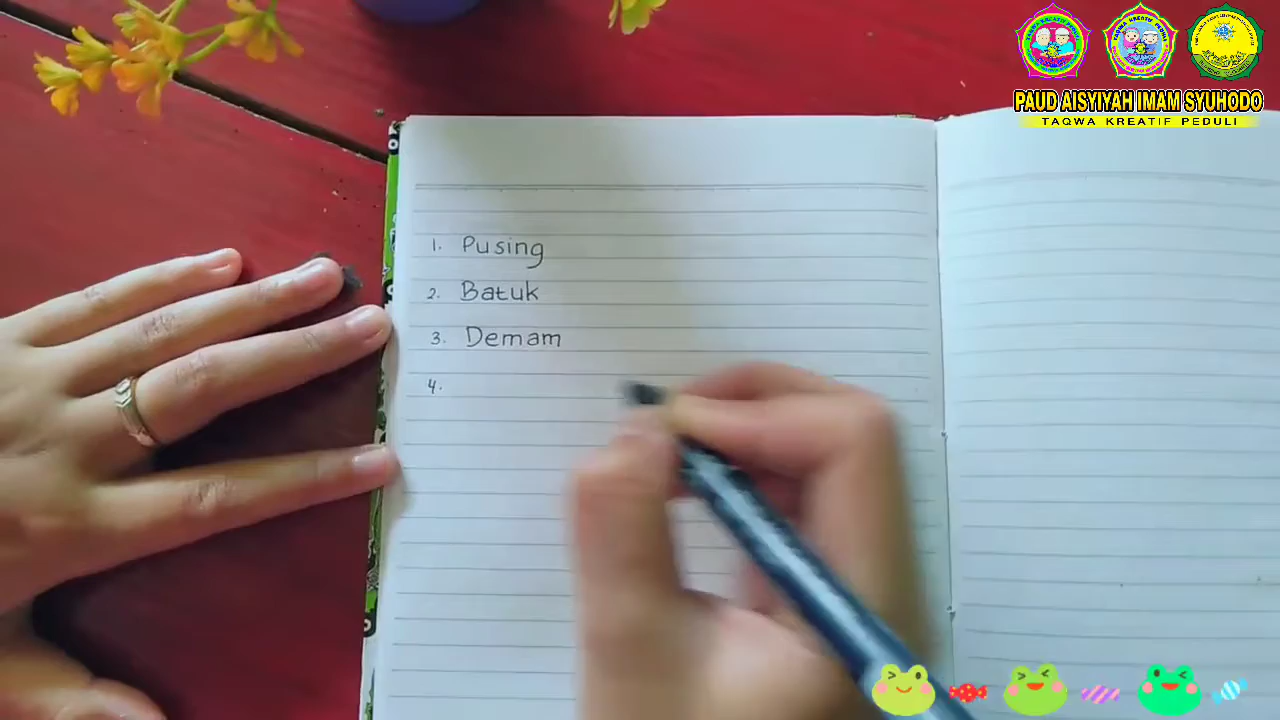 PAUD AISYIYAH IMAM SYUHODO
TAQWA KREATIF PEDULI
1. Pusing
2. Batuk
3. Demam
4.